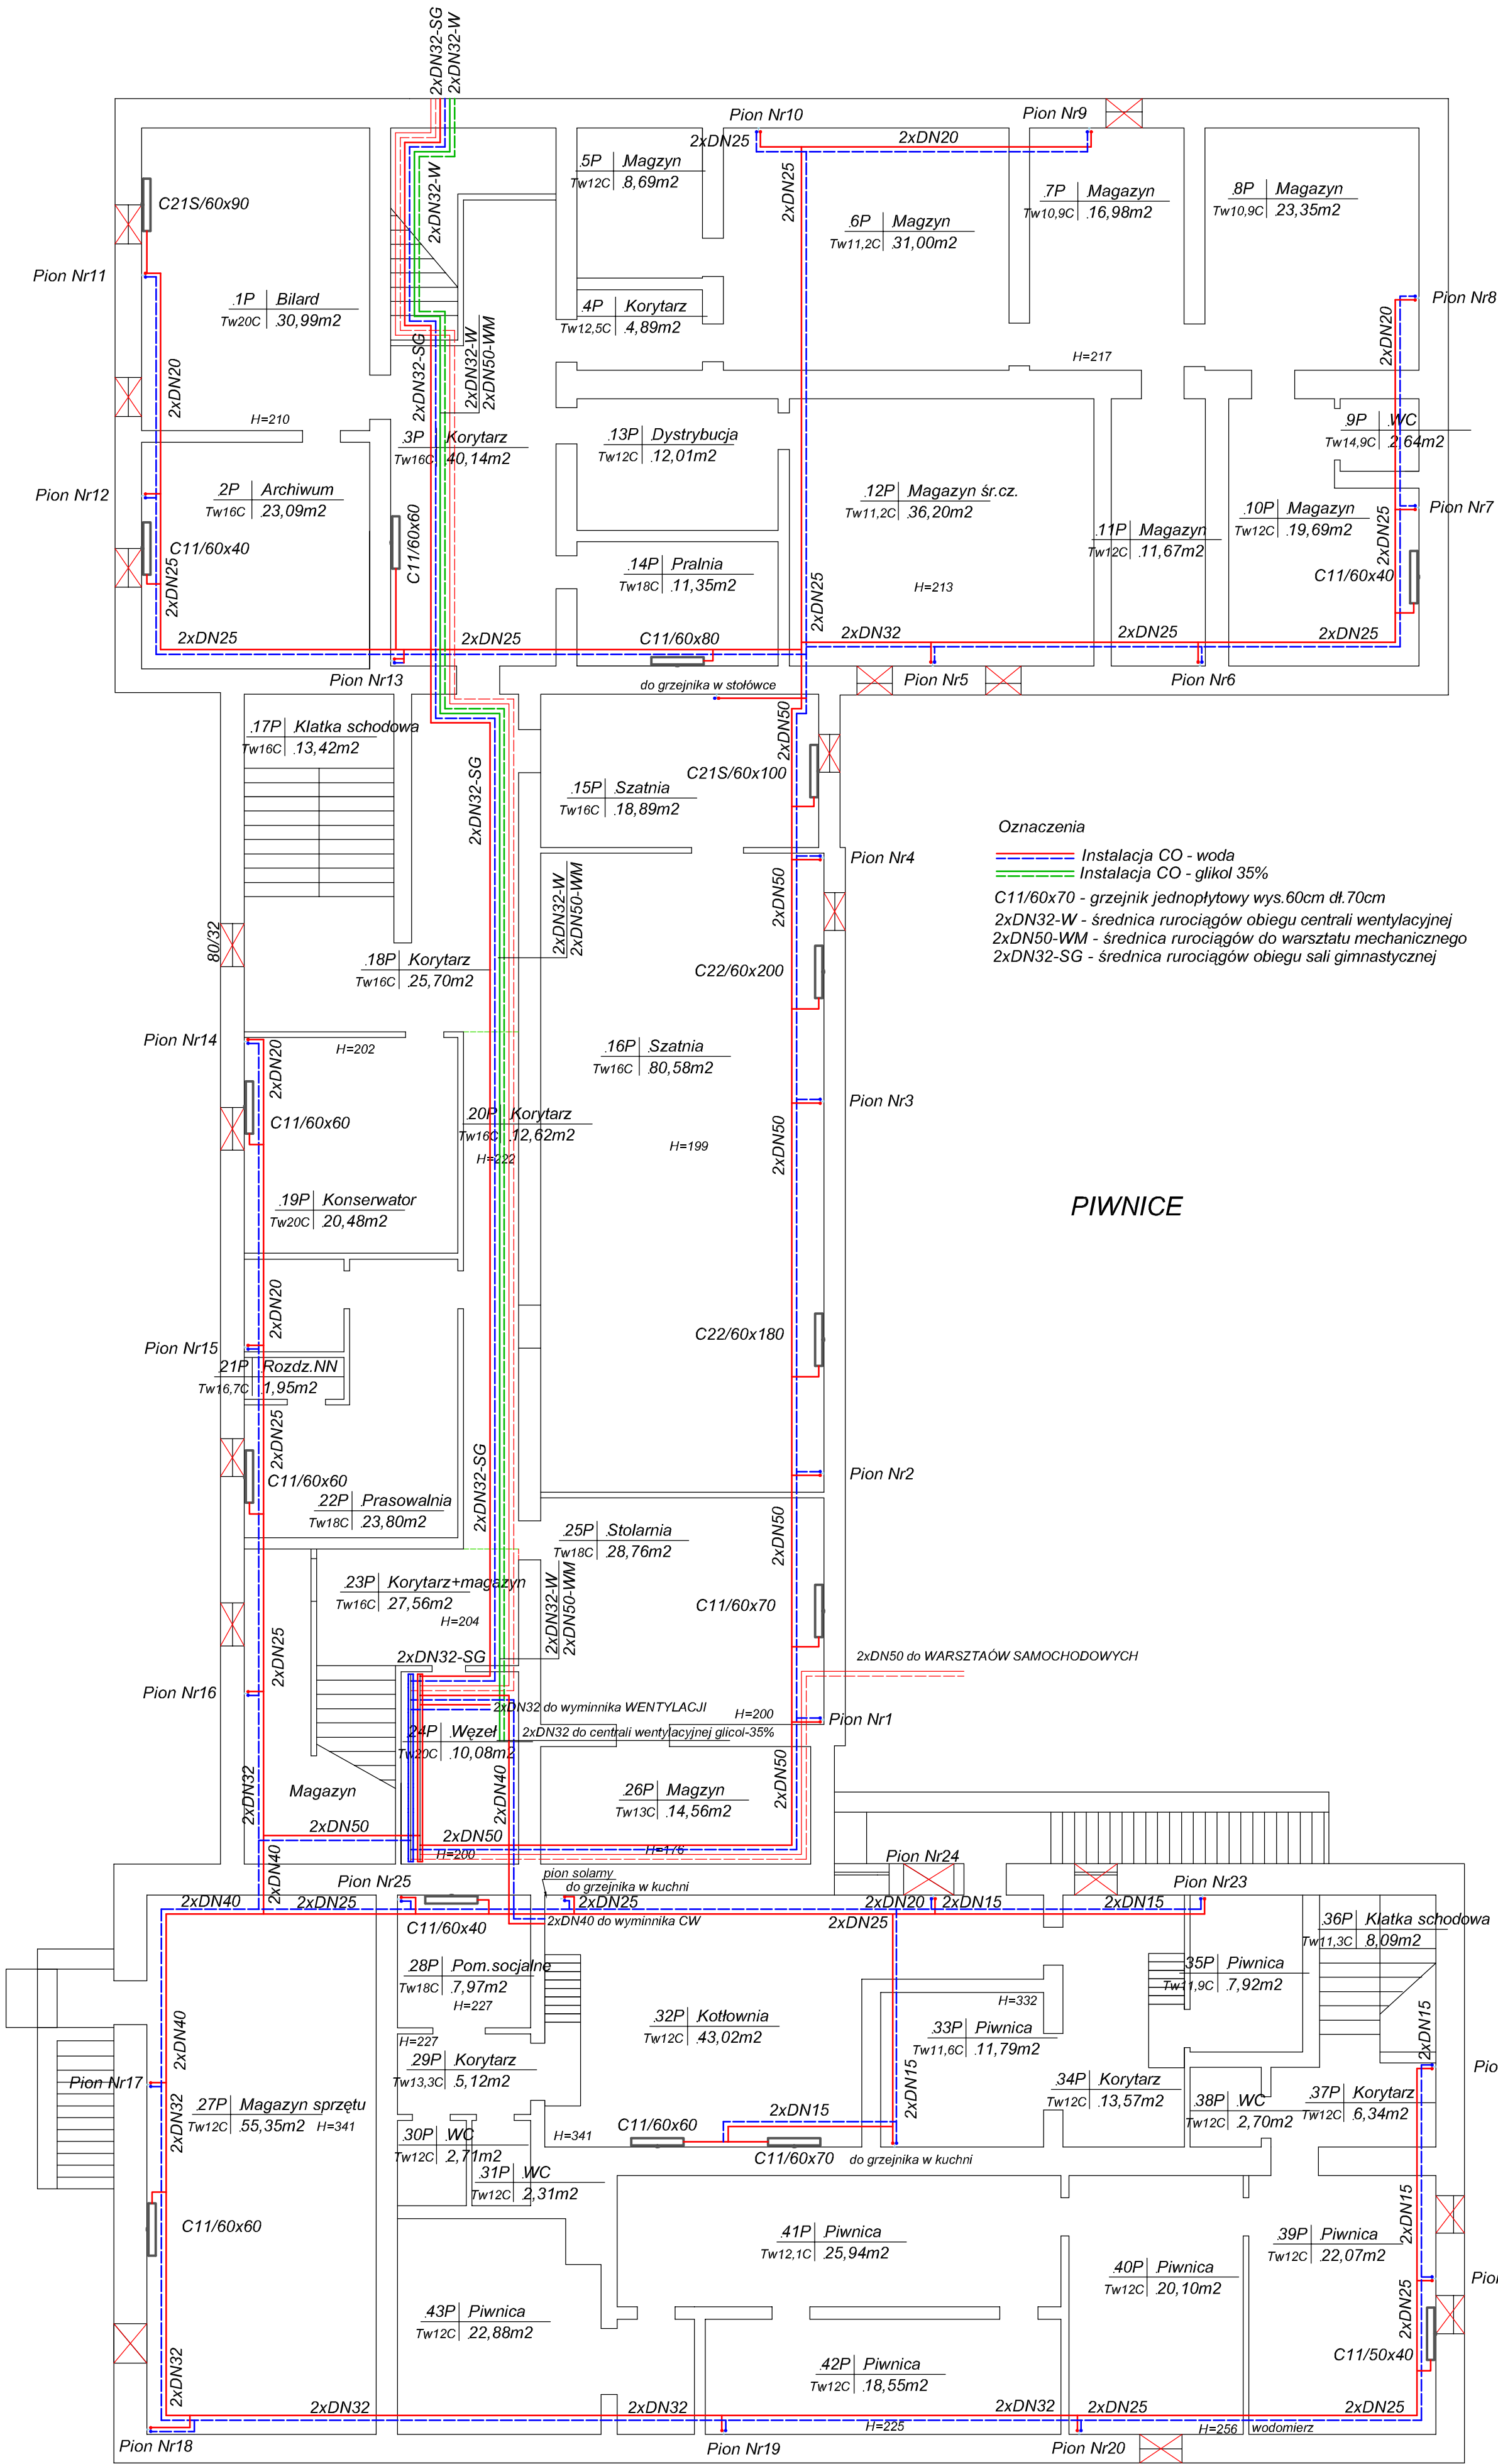 2xDN32-SG
2xDN32-W
Pion Nr10
Pion Nr9
2xDN25
2xDN20
.5P Magzyn
Tw12C 8,69m2
C21S/60x90
2xDN32-W
2xDN25
.6P Magzyn
Tw11,2C .31,00m2
.7P Magazyn
Tw10,9C .16,98m2
.8P Magazyn
Tw10,9C .23,35m2
Pion Nr11
.1P Bilard
Tw20C .30,99m2
.4P Korytarz
Tw12,5C .4,89m2
Pion Nr8
2xDN20
2xDN32-SG
2xDN32-W
2xDN50-WM
H=217
2xDN20
H=210
.3P Korytarz
Tw16C .40,14m2
.13P Dystrybucja
Tw12C .12,01m2
.9P WC
Tw14,9C .2,64m2
Pion Nr12
.2P Archiwum
Tw16C .23,09m2
C11/60x40
2xDN25
C11/60x60
.12P Magazyn śr.cz.
Tw11,2C .36,20m2
.11P Magazyn
Tw12C .11,67m2
.10P Magazyn
Tw12C .19,69m2
Pion Nr7
2xDN25
C11/60x40
.14P Pralnia
Tw18C .11,35m2
H=213
2xDN25
2xDN25
2xDN25
C11/60x80
2xDN32
2xDN25
2xDN25
Pion Nr13
do grzejnika w stołówce
Pion Nr5
Pion Nr6
.17P Klatka schodowa
Tw16C .13,42m2
2xDN50
2xDN32-SG
C21S/60x100
.15P Szatnia
Tw16C .18,89m2
Oznaczenia
Instalacja CO - woda
Instalacja CO - glikol 35%
C11/60x70 - grzejnik jednopłytowy wys.60cm dł.70cm
2xDN32-W - średnica rurociągów obiegu centrali wentylacyjnej
2xDN50-WM - średnica rurociągów do warsztatu mechanicznego
2xDN32-SG - średnica rurociągów obiegu sali gimnastycznej
Pion Nr4
2xDN50
2xDN32-W
2xDN50-WM
80/32
.18P Korytarz
Tw16C .25,70m2
C22/60x200
Pion Nr14
H=202
2xDN20
.16P Szatnia
Tw16C .80,58m2
C11/60x60
.20P Korytarz
Tw16C .12,62m2
H=222
Pion Nr3
H=199
2xDN50
.19P Konserwator
Tw20C .20,48m2
PIWNICE
2xDN20
Pion Nr15
C22/60x180
.21P Rozdz.NN
Tw16,7C .1,95m2
2xDN25
C11/60x60
Pion Nr2
2xDN32-SG
.22P Prasowalnia
Tw18C .23,80m2
.25P Stolarnia
Tw18C .28,76m2
2xDN50
.23P Korytarz+magazyn
Tw16C .27,56m2
H=204
2xDN32-W
2xDN50-WM
C11/60x70
2xDN25
2xDN32-SG
2xDN50 do WARSZTAÓW SAMOCHODOWYCH
Pion Nr16
2xDN32 do wyminnika WENTYLACJI
H=200
Pion Nr1
.24P Węzeł
Tw20C .10,08m2
2xDN32 do centrali wentylacyjnej glicol-35%
2xDN32
Magazyn
2xDN40
.26P Magzyn
Tw13C .14,56m2
2xDN50
2xDN50
2xDN50
H=200
H=176
2xDN40
Pion Nr25
pion solarny
do grzejnika w kuchni
Pion Nr24
Pion Nr23
2xDN40
2xDN25
2xDN25
2xDN20
2xDN15
2xDN15
C11/60x40
2xDN40 do wyminnika CW
2xDN25
.36P Klatka schodowa
Tw11,3C .8,09m2
.28P Pom.socjalne
Tw18C .7,97m2
H=227
.35P Piwnica
Tw11,9C .7,92m2
H=332
2xDN40
.32P Kotłownia
Tw12C .43,02m2
.33P Piwnica
Tw11,6C .11,79m2
2xDN15
H=227
.29P Korytarz
Tw13,3C .5,12m2
2xDN15
Pion Nr17
.34P Korytarz
Tw12C .13,57m2
Pio
.27P Magazyn sprzętu
Tw12C .55,35m2 H=341
2xDN32
.38P WC
Tw12C .2,70m2
.37P Korytarz
Tw12C .6,34m2
2xDN15
.30P WC
Tw12C .2,71m2
H=341
C11/60x60
C11/60x70
do grzejnika w kuchni
.31P WC
Tw12C .2,31m2
2xDN15
C11/60x60
.41P Piwnica
Tw12,1C .25,94m2
.39P Piwnica
Tw12C .22,07m2
.40P Piwnica
Tw12C .20,10m2
Pion
2xDN25
.43P Piwnica
Tw12C .22,88m2
C11/50x40
2xDN32
.42P Piwnica
Tw12C .18,55m2
2xDN32
2xDN32
2xDN32
2xDN25
2xDN25
H=225
H=256
wodomierz
Pion Nr18
Pion Nr19
Pion Nr20